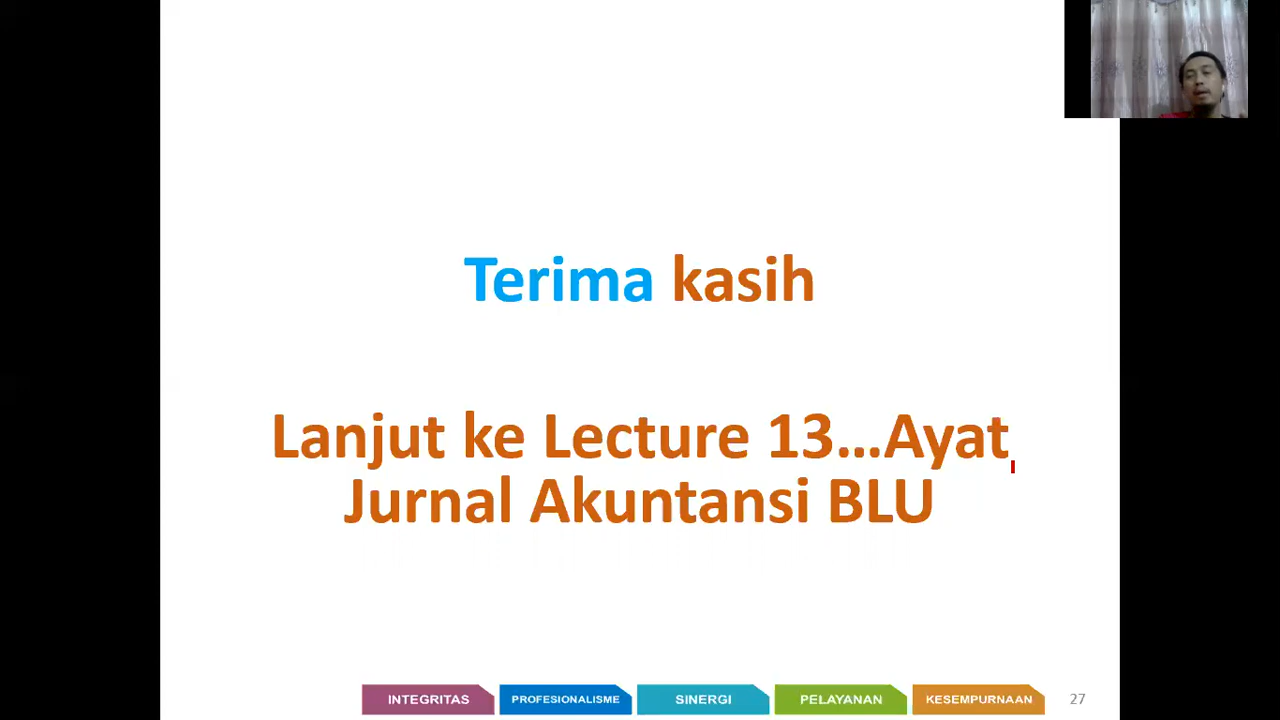 Terima kasih
Lanjut ke Lecture 13...Ayat
Jurnal Akuntansi BLU
INTEGRITAS
PROFESIONALISME
SINERGI
PELAYANAN
KESEMPURNAAN
27